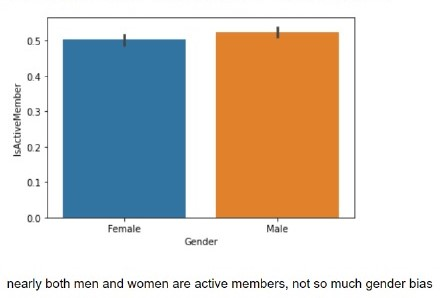 0.5
0.4
0.3
0.2
0.1
0.0
IsActiveMember
Female
Male
Gender
nearly both men and women are active members, not so much gender bias